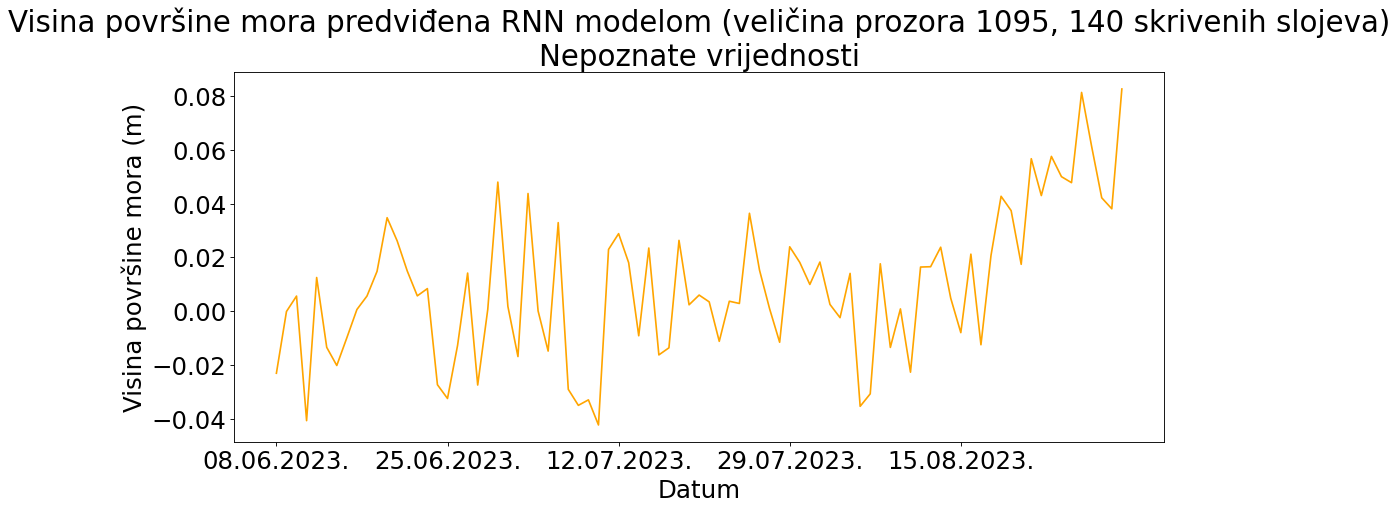 Visina površine mora predviđena RNN modelom (veličina prozora 1095, 140 skrivenih slojeva)
Nepoznate vrijednosti
Visina površine mora (m)
0.08
0.06
0.04
0.02
0.00
−0.02
−0.04
08.06.2023. 25.06.2023. 12.07.2023. 29.07.2023. 15.08.2023.
Datum